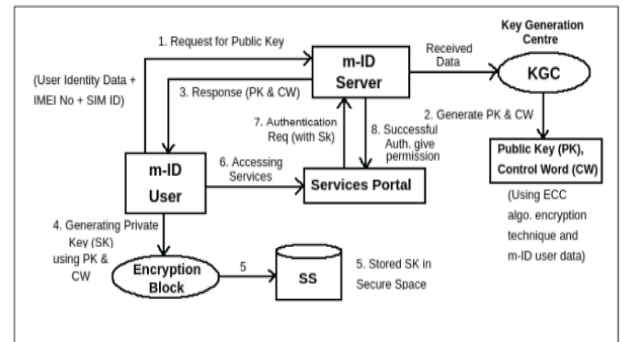 Key Generation
Centre
1. Request for Public Key
m-ID
Server
Received
Data
KGC
(User Identity Data +
IMEI No + SIM ID)
3. Response (PK & CW)
7. Authentication
Req (with Sk)
8. Successful
Auth. give
permission
2. Generate PK & CW
Public Key (PK),
Control Word (CW)
m-ID
User
6. Accessing
Services
Services Portal
(Using ECC
algo. encryption
technique and
m-ID user data)
4. Generating Private
Key (SK)
using PK &
CW
Encryption
Block
5
SS
5. Stored SK in
Secure Space